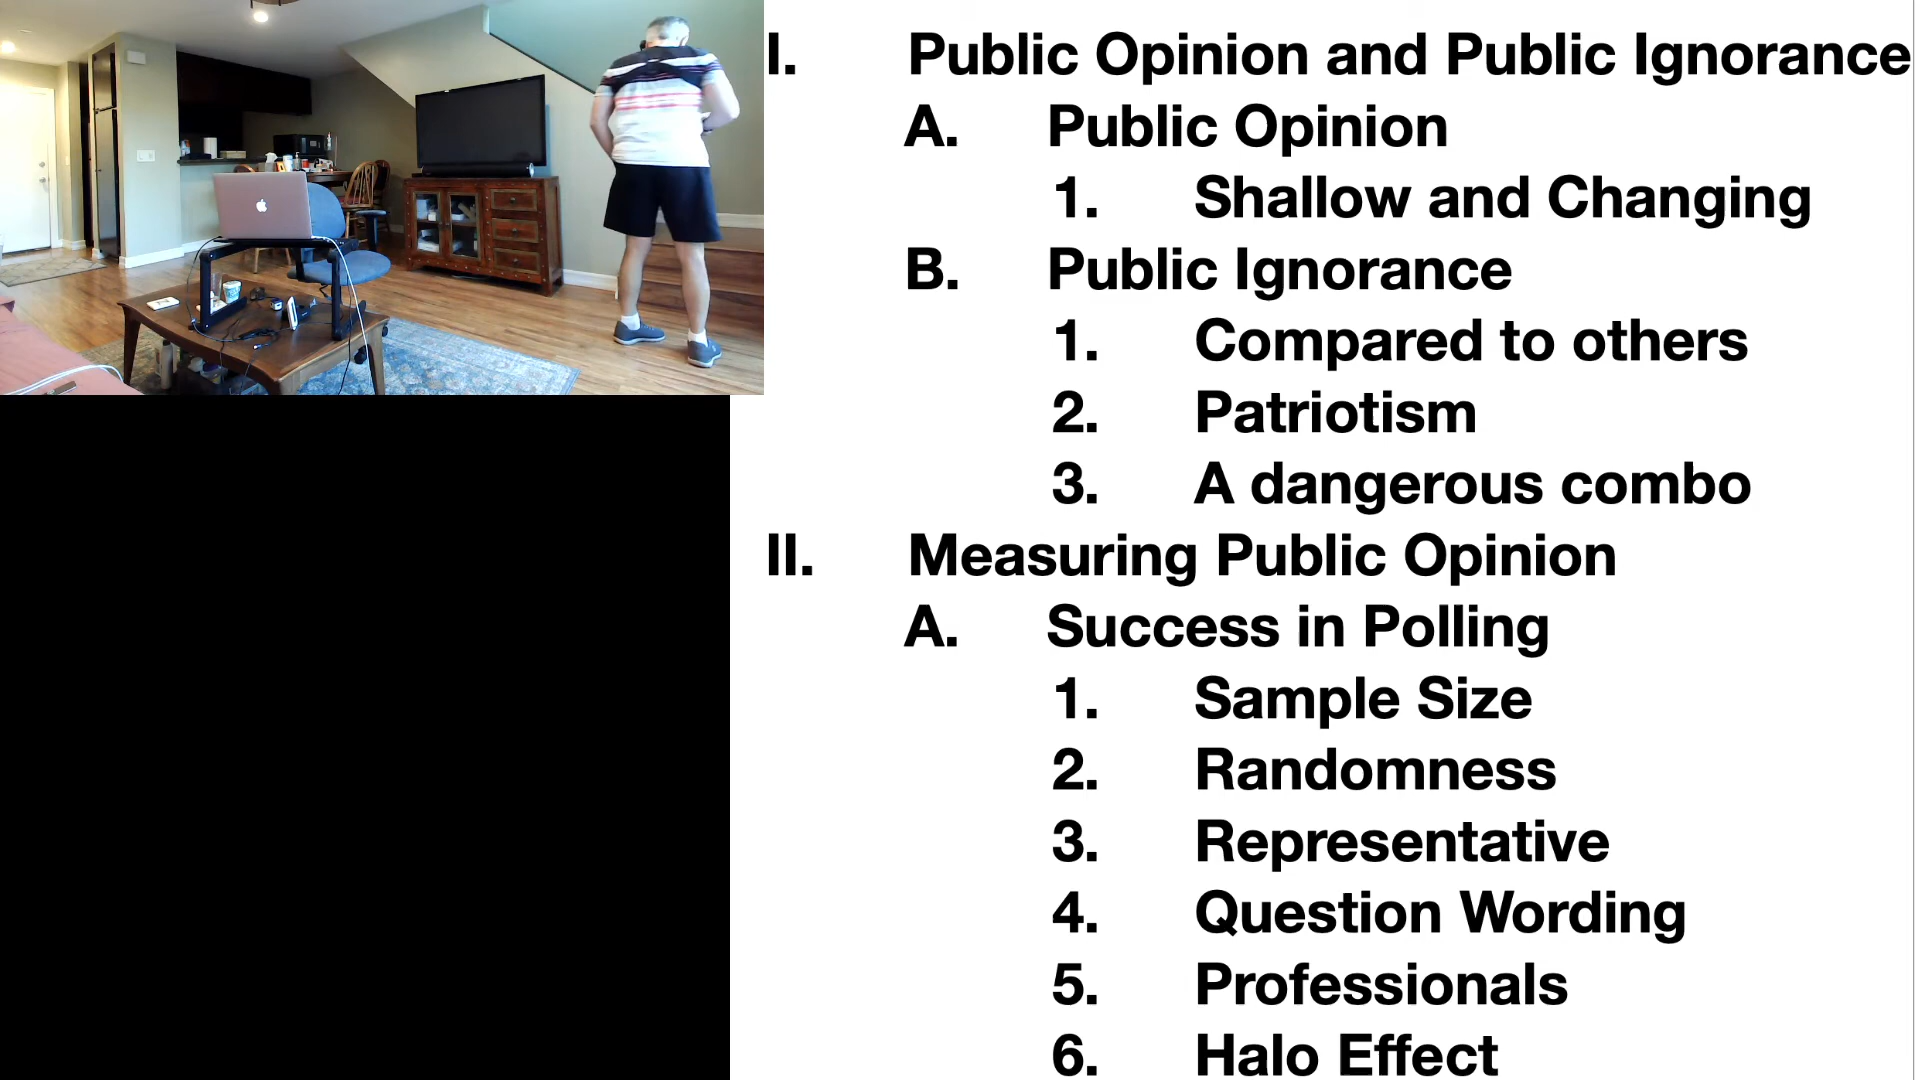 I. Public Opinion and Public Ignorance
A. Public Opinion
1. Shallow and Changing
B. Public Ignorance
1. Compared to others
2. Patriotism
3. A dangerous combo
II. Measuring Public Opinion
A. Success in Polling
1. Sample Size
2. Randomness
3. Representative
4. Question Wording
5. Professionals
6. Halo Effect